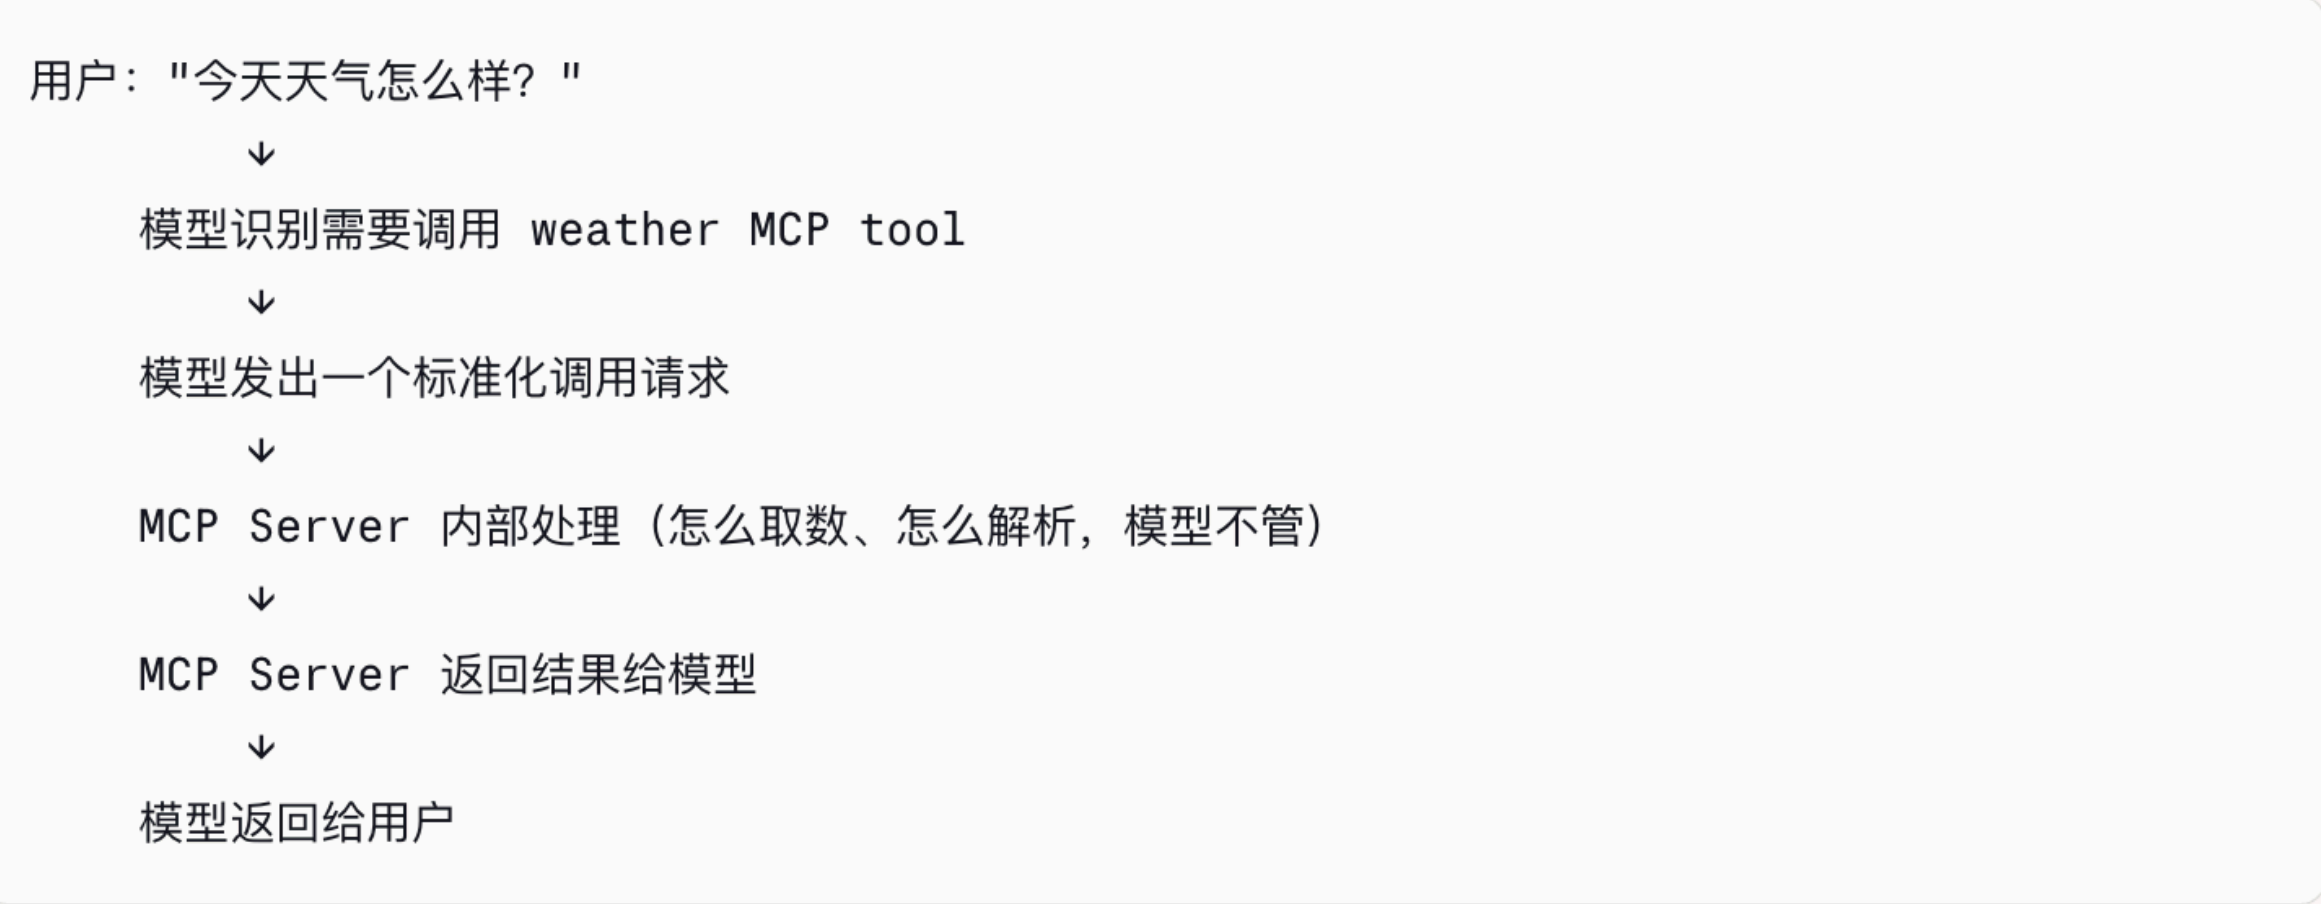 用户："今天天气怎么样？"
↓
模型识别需要调用 weather MCP tool
↓
模型发出一个标准化调用请求
↓
MCP Server 内部处理（怎么取数、怎么解析，模型不管）
↓
MCP Server 返回结果给模型
↓
模型返回给用户